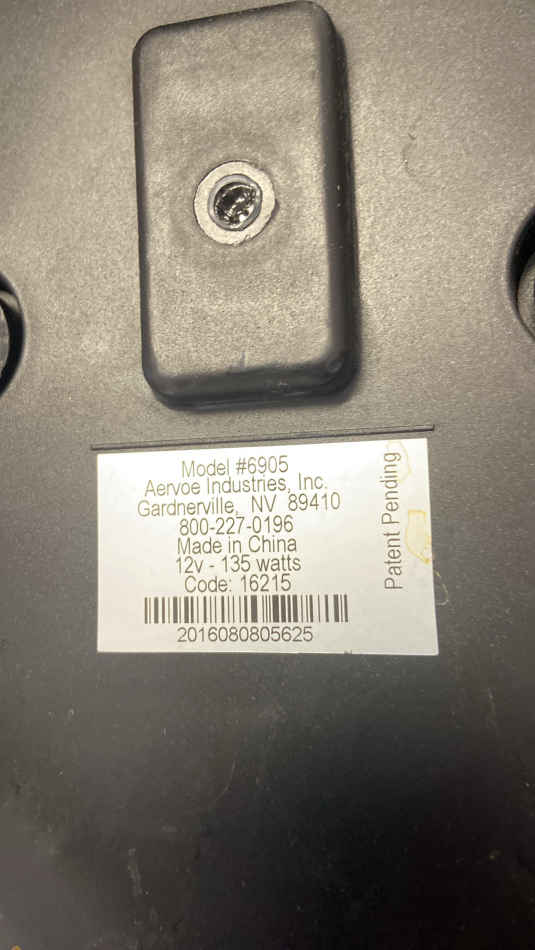 Model #6905
Aervoe Industries, Inc.
Gardnerville, NV 89410
800-227-0196
Made in China
12v - 135 watts
Code: 16215
2016080805625
Patent Pending